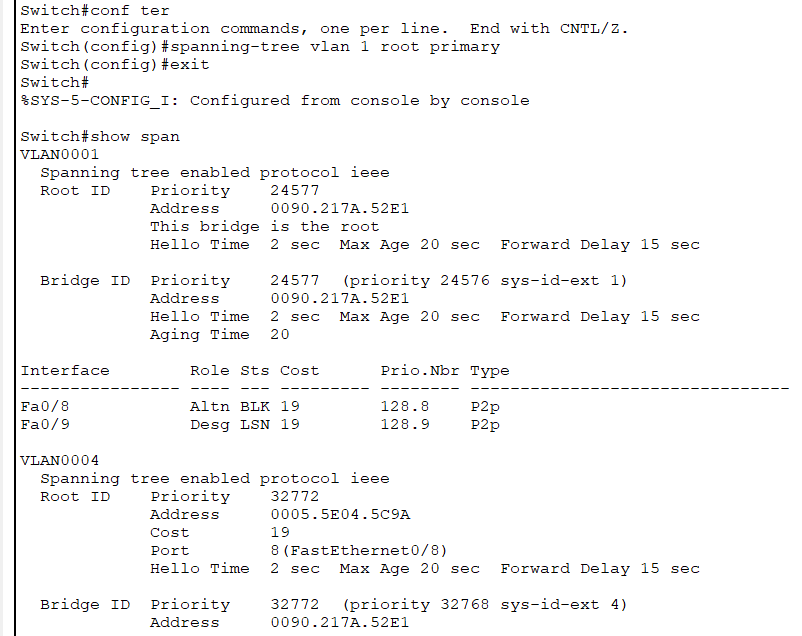 Switch#conf ter
Enter configuration commands, one per line.  End with CNTL/Z.
Switch(config)#spanning-tree vlan 1 root primary
Switch(config)#exit
Switch#
%SYS-5-CONFIG_I: Configured from console by console

Switch#show span
VLAN0001
  Spanning tree enabled protocol ieee
  Root ID    Priority    24577
             Address     0090.217A.52E1
             This bridge is the root
             Hello Time  2 sec  Max Age 20 sec  Forward Delay 15 sec

  Bridge ID  Priority    24577  (priority 24576 sys-id-ext 1)
             Address     0090.217A.52E1
             Hello Time  2 sec  Max Age 20 sec  Forward Delay 15 sec
             Aging Time  20

Interface        Role Sts Cost      Prio.Nbr Type
---------------- ---- --- --------- -------- --------------------------------
Fa0/8            Altn BLK 19        128.8    P2p
Fa0/9            Desg LSN 19        128.9    P2p

VLAN0004
  Spanning tree enabled protocol ieee
  Root ID    Priority    32772
             Address     0005.5E04.5C9A
             Cost        19
             Port        8(FastEthernet0/8)
             Hello Time  2 sec  Max Age 20 sec  Forward Delay 15 sec

  Bridge ID  Priority    32772  (priority 32768 sys-id-ext 4)
             Address     0090.217A.52E1